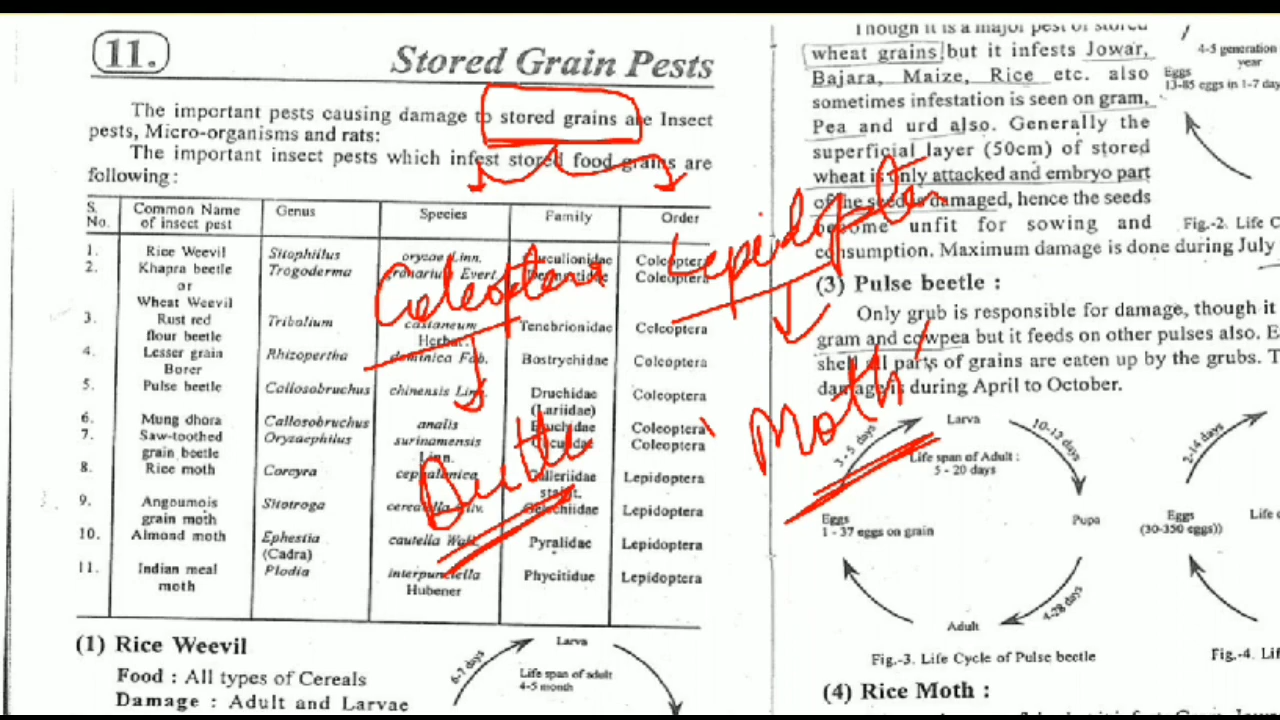 11.
Stored Grain Pests
The important pests causing damage to stored grains are Insect
pests, Micro-organisms and rats:
The important insect pests which infest stored food grains are
following :
S. No. Common Name of insect pest Genus Species Family Order
1. Rice Weevil Sitophillus oryzae Linn. Coleoptera
2. Khapra beetle Trogoderma Evert. Coleoptera
or
Wheat Weevil
3. Rust red flour beetle Tribalium castaneum Herbst. Tenebrionidae Celcoptera
4. Lesser grain Borer Rhizopertha dominica Fab. Bostrychidae Coleoptera
5. Pulse beetle Callosobruchus chinensis Linn. Druchidae (Lariidae) Coleoptera
6. Mung dhora Callosobruchus analis Coleoptera
7. Saw-toothed grain beetle Oryzaephilus surinamensis Linn. Coleoptera
8. Rice moth Corcyra cephalonica Galleriidae Lepidoptera
9. Angoumois grain moth Sitotroga Lepidoptera
10. Almond moth Ephestia (Cadra) cautella Pyralidae Lepidoptera
11. Indian meal moth Plodia interpunctella Hubener Phycitidue Lepidoptera
Coleoptera
Beetle
Lepidoptera
Moth
(1) Rice Weevil
Food : All types of Cereals
Damage : Adult and Larvae
Larva
6-7 days
Life span of adult
4-5 month
Though it is a major pest of stored
wheat grains but it infests Jowar,
Bajara, Maize, Rice etc. also
sometimes infestation is seen on gram,
Pea and urd also. Generally the
superficial layer (50cm) of stored
wheat is only attacked and embryo part
of the seed is damaged, hence the seeds
become unfit for sowing and
consumption. Maximum damage is done during July
4-5 generation
year
Eggs
13-85 eggs in 1-7 day
Fig.-2. Life C
(3) Pulse beetle :
Only grub is responsible for damage, though it
gram and cowpea but it feeds on other pulses also. E
shell all parts of grains are eaten up by the grubs. T
damage is during April to October.
Larva
3 - 5 days
10-12 days
Life span of Adult :
5 - 20 days
Eggs
1 - 37 eggs on grain
Pupa
4-28 days
Adult
Fig.-3. Life Cycle of Pulse beetle
2-14 days
Eggs
(30-350 eggs))
Life c
Fig.-4. Lif
(4) Rice Moth :